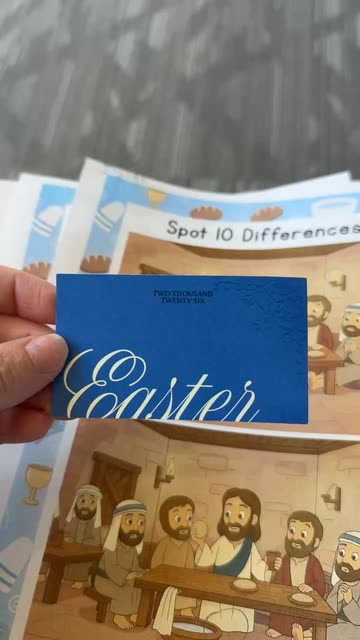 Spot 10 Differences
TWO THOUSAND
TWENTY SIX
Easter